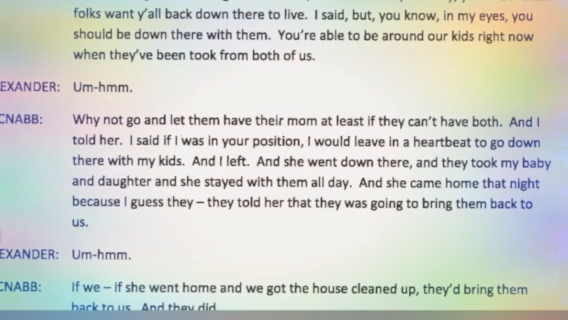 folks want y'all back down there to live. I said, but, you know, in my eyes, you
should be down there with them. You're able to be around our kids right now
when they've been took from both of us.
EXANDER: Um-hmm.
CNABB: Why not go and let them have their mom at least if they can't have both. And I
told her. I said if I was in your position, I would leave in a heartbeat to go down
there with my kids. And I left. And she went down there, and they took my baby
and daughter and she stayed with them all day. And she came home that night
because I guess they – they told her that they was going to bring them back to
us.
EXANDER: Um-hmm.
CNABB: If we – if she went home and we got the house cleaned up, they'd bring them
back to us. And they did